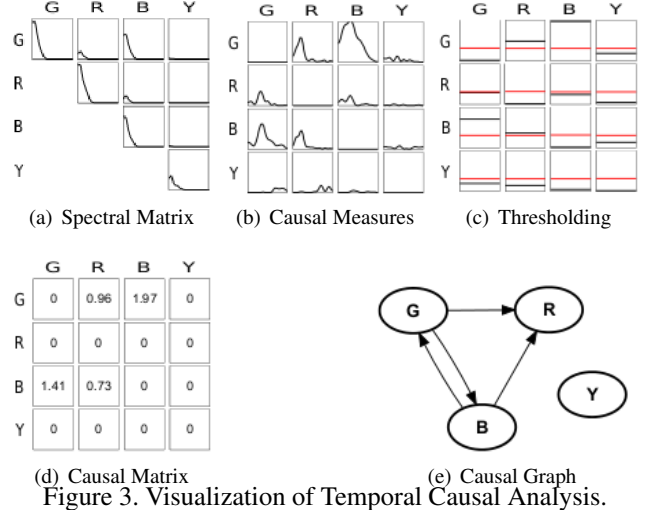 G R B Y
G
R
B
Y
(a) Spectral Matrix
G R B Y
G
R
B
Y
(b) Causal Measures
G R B Y
G
R
B
Y
(c) Thresholding
G R B Y
G 0 0.96 1.97 0
R 0 0 0 0
B 1.41 0.73 0 0
Y 0 0 0 0
(d) Causal Matrix
G R
Y
B
(e) Causal Graph
Figure 3. Visualization of Temporal Causal Analysis.